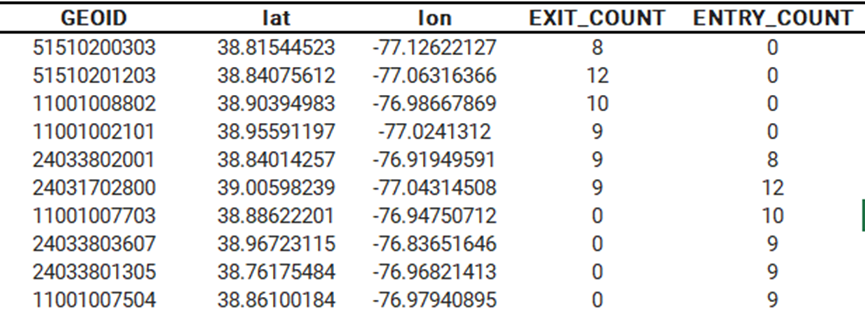 GEOID lat lon EXIT_COUNT ENTRY_COUNT
51510200303 38.81544523 -77.12622127 8 0
51510201203 38.84075612 -77.06316366 12 0
11001008802 38.90394983 -76.98667869 10 0
11001002101 38.95591197 -77.0241312 9 0
24033802001 38.84014257 -76.91949591 9 8
24031702800 39.00598239 -77.04314508 9 12
11001007703 38.88622201 -76.94750712 0 10
24033803607 38.96723115 -76.83651646 0 9
24033801305 38.76175484 -76.96821413 0 9
11001007504 38.86100184 -76.97940895 0 9